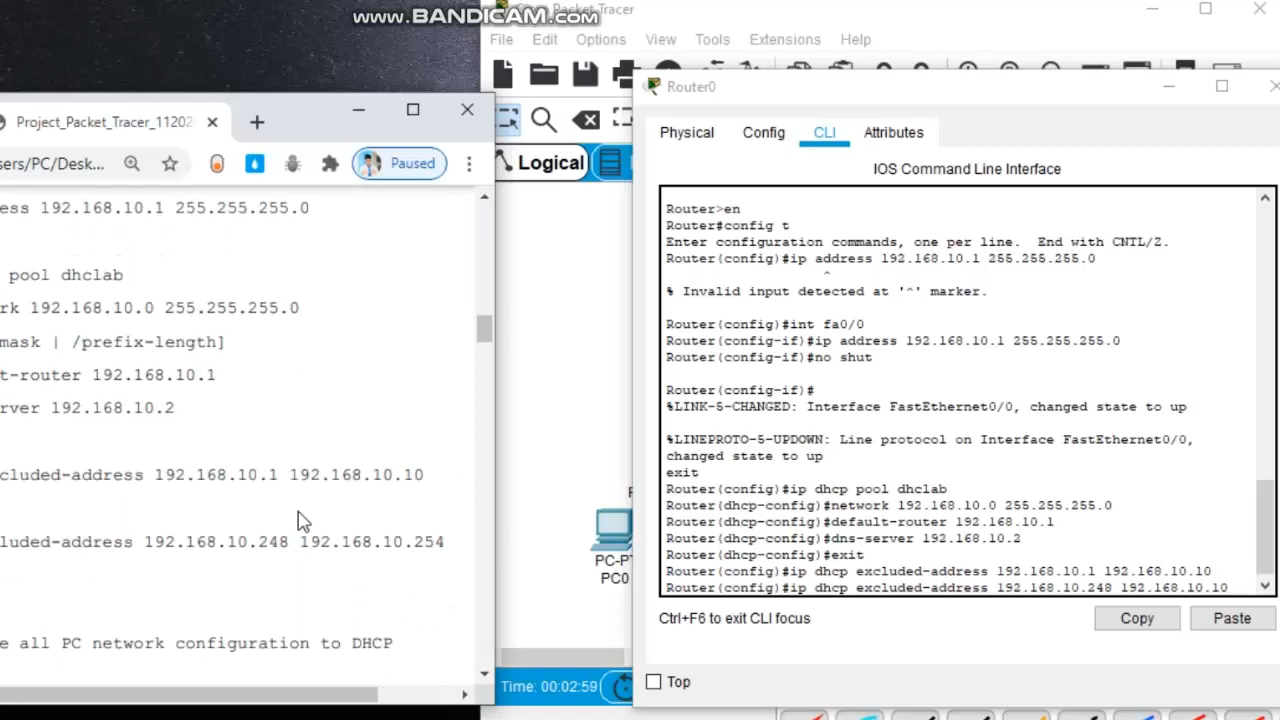 www.BANDICAM.com
Packet Tracer
File Edit Options View Tools Extensions Help
Project_Packet_Tracer_11202
sers/PC/Desk...
Paused
ess 192.168.10.1 255.255.255.0
pool dhclab
rk 192.168.10.0 255.255.255.0
mask | /prefix-length]
t-router 192.168.10.1
erver 192.168.10.2
cluded-address 192.168.10.1 192.168.10.10
luded-address 192.168.10.248 192.168.10.254
e all PC network configuration to DHCP
Logical
PC-PT
PC0
Time: 00:02:59
Router0
Physical Config CLI Attributes
IOS Command Line Interface
Router>en
Router#config t
Enter configuration commands, one per line. End with CNTL/Z.
Router(config)#ip address 192.168.10.1 255.255.255.0
^
% Invalid input detected at '^' marker.
Router(config)#int fa0/0
Router(config-if)#ip address 192.168.10.1 255.255.255.0
Router(config-if)#no shut
Router(config-if)#
%LINK-5-CHANGED: Interface FastEthernet0/0, changed state to up
%LINEPROTO-5-UPDOWN: Line protocol on Interface FastEthernet0/0,
changed state to up
exit
Router(config)#ip dhcp pool dhclab
Router(dhcp-config)#network 192.168.10.0 255.255.255.0
Router(dhcp-config)#default-router 192.168.10.1
Router(dhcp-config)#dns-server 192.168.10.2
Router(dhcp-config)#exit
Router(config)#ip dhcp excluded-address 192.168.10.1 192.168.10.10
Router(config)#ip dhcp excluded-address 192.168.10.248 192.168.10.10
Ctrl+F6 to exit CLI focus
Copy Paste
Top